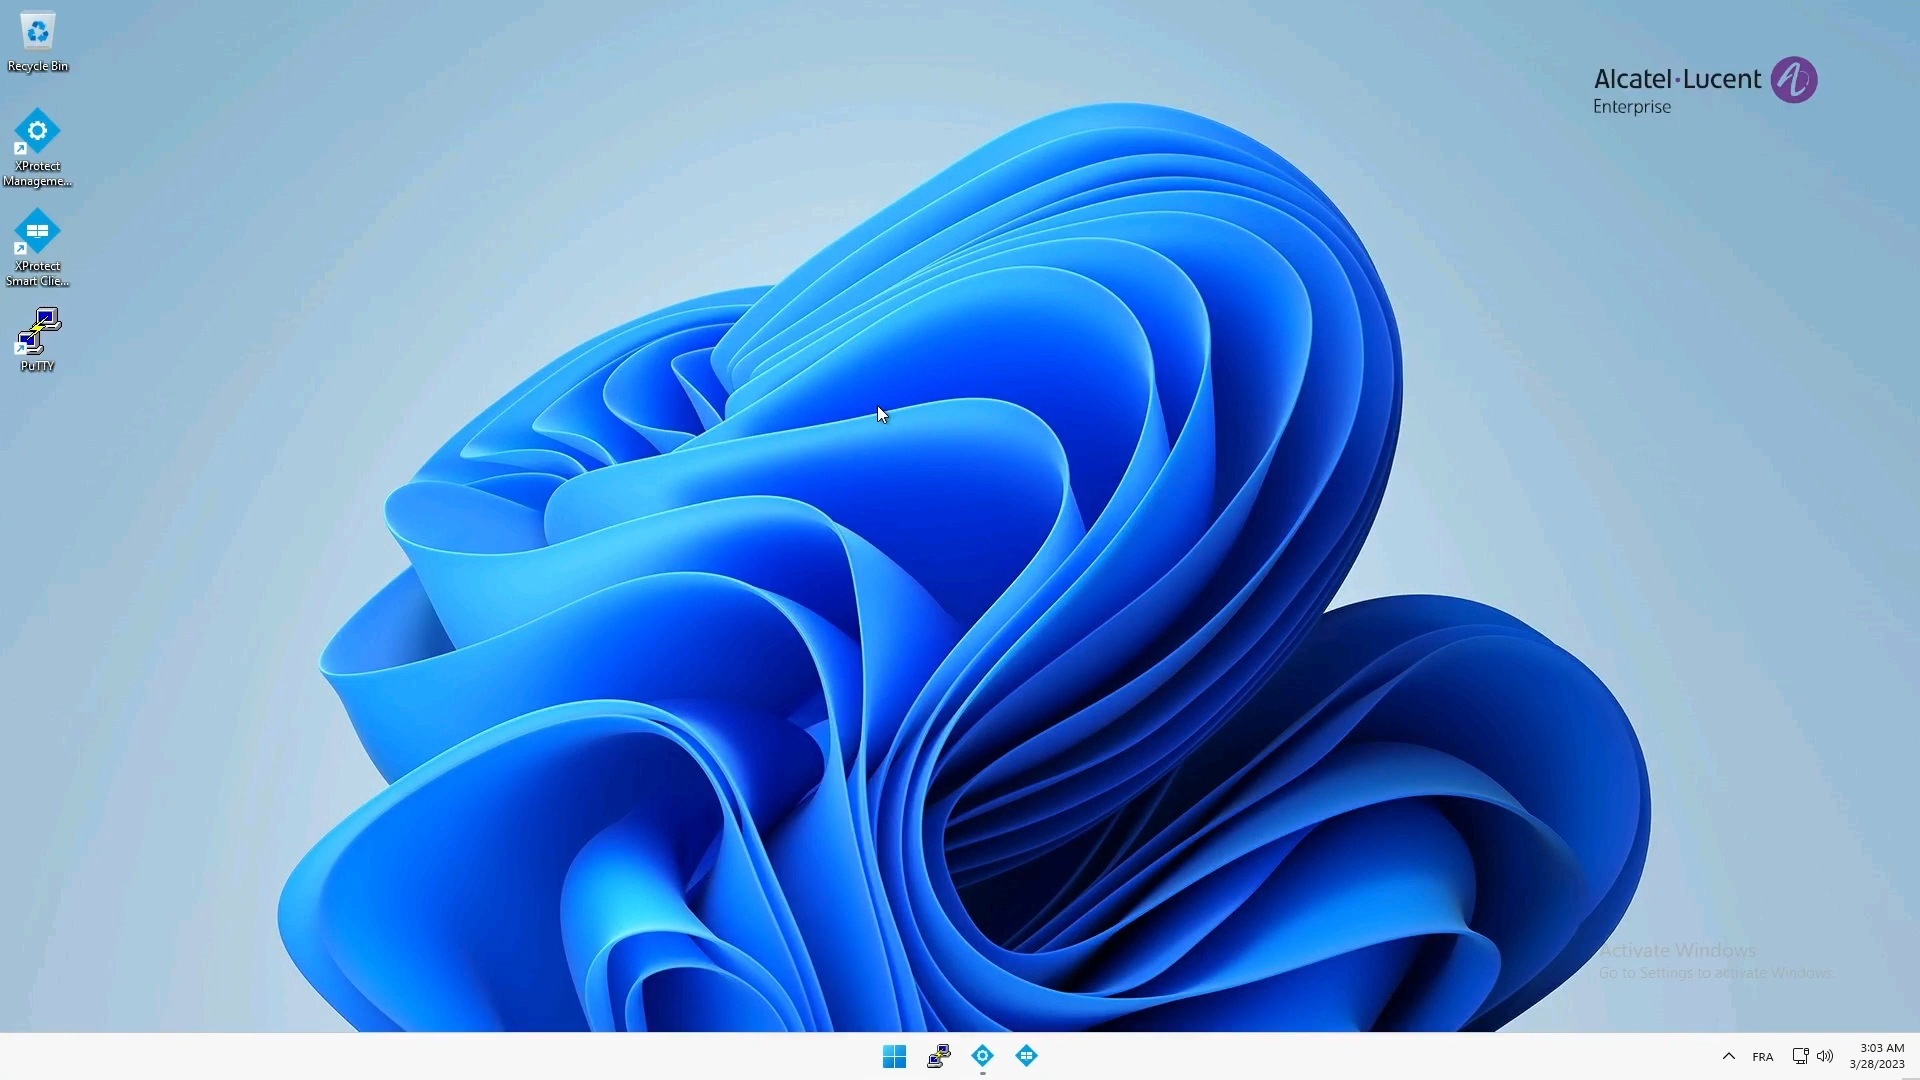 Recycle Bin
XProtect
Manageme...
XProtect
Smart Clie...
PuTTY
Alcatel·Lucent
Enterprise
Activate Windows
Go to Settings to activate Windows.
FRA
3:03 AM
3/28/2023